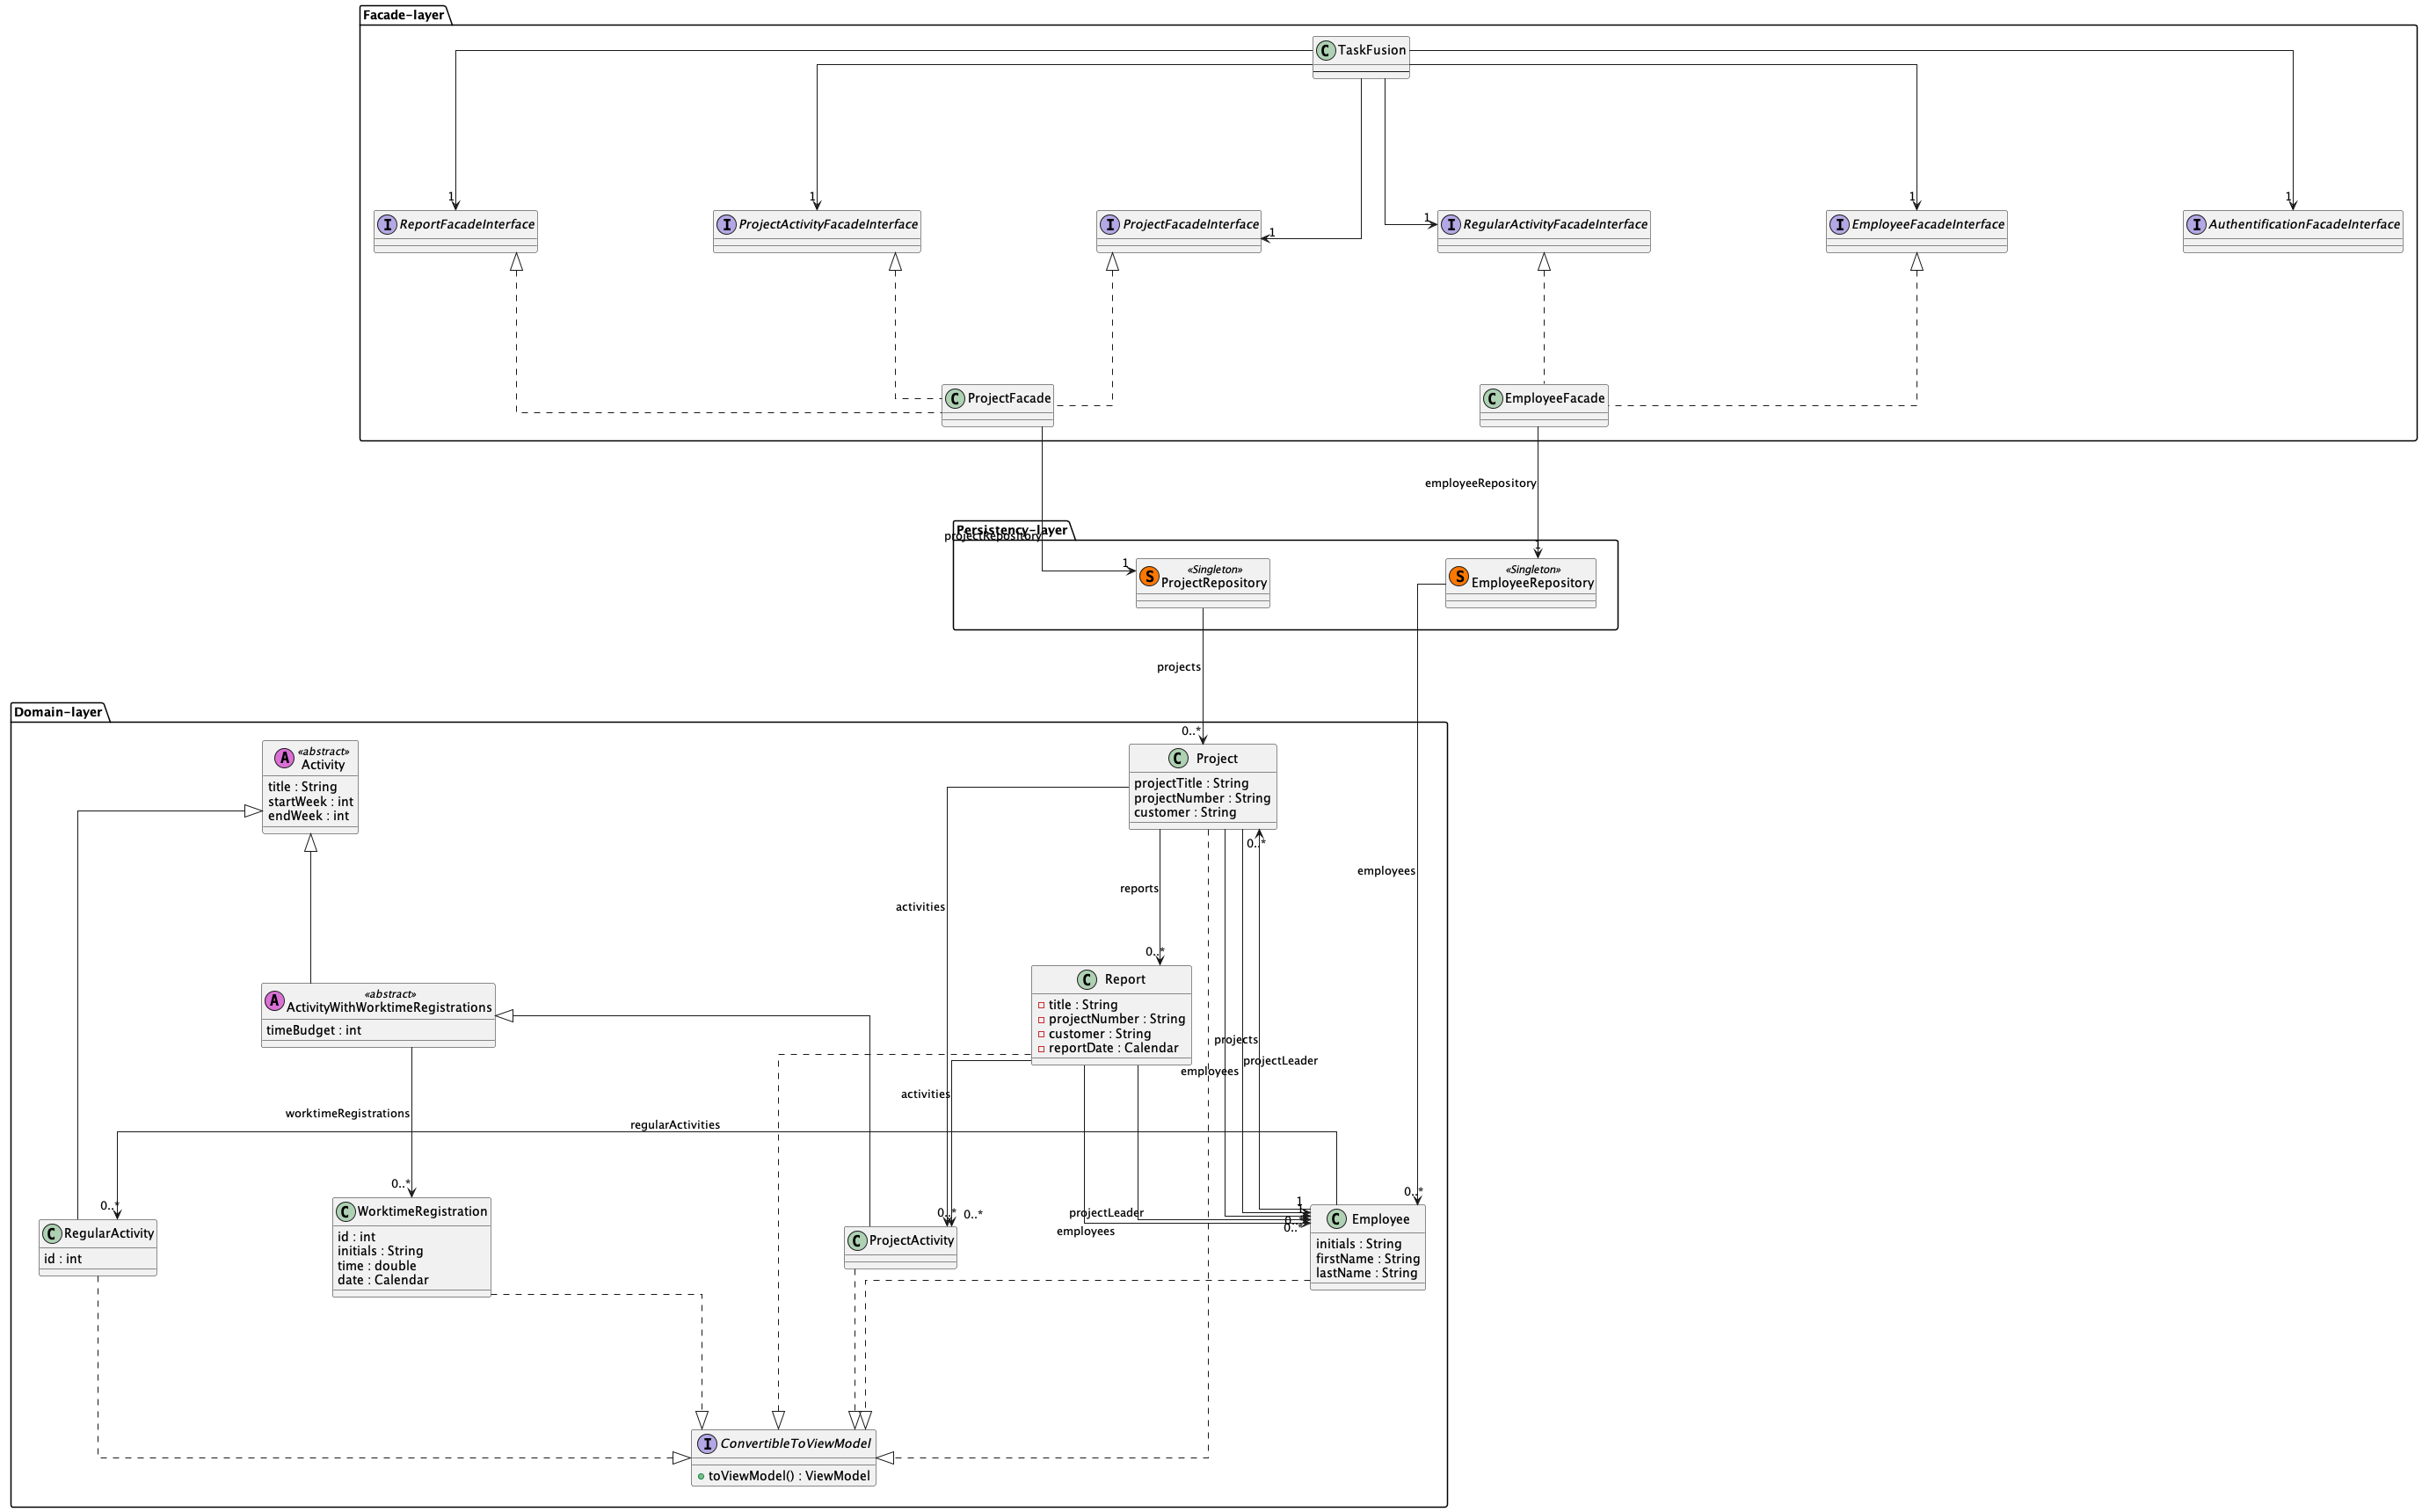 Facade-layer
C TaskFusion
1
1
1
1
1
1
I ReportFacadeInterface
I ProjectActivityFacadeInterface
I ProjectFacadeInterface
I RegularActivityFacadeInterface
I EmployeeFacadeInterface
I AuthentificationFacadeInterface
C ProjectFacade
C EmployeeFacade
employeeRepository
Persistency-layer
projectRepository
1
1
S «Singleton»
ProjectRepository
S «Singleton»
EmployeeRepository
projects
Domain-layer
0..*
A «abstract»
Activity
title : String
startWeek : int
endWeek : int
C Project
projectTitle : String
projectNumber : String
customer : String
0..*
employees
reports
activities
0..*
C Report
title : String
projectNumber : String
customer : String
reportDate : Calendar
A «abstract»
ActivityWithWorktimeRegistrations
timeBudget : int
projects
projectLeader
employees
activities
worktimeRegistrations
regularActivities
0..*
0..*
0..*
0..*
0..*
projectLeader
employees
1
1
0..*
0..*
C RegularActivity
id : int
C WorktimeRegistration
id : int
initials : String
time : double
date : Calendar
C ProjectActivity
C Employee
initials : String
firstName : String
lastName : String
I ConvertibleToViewModel
toViewModel() : ViewModel